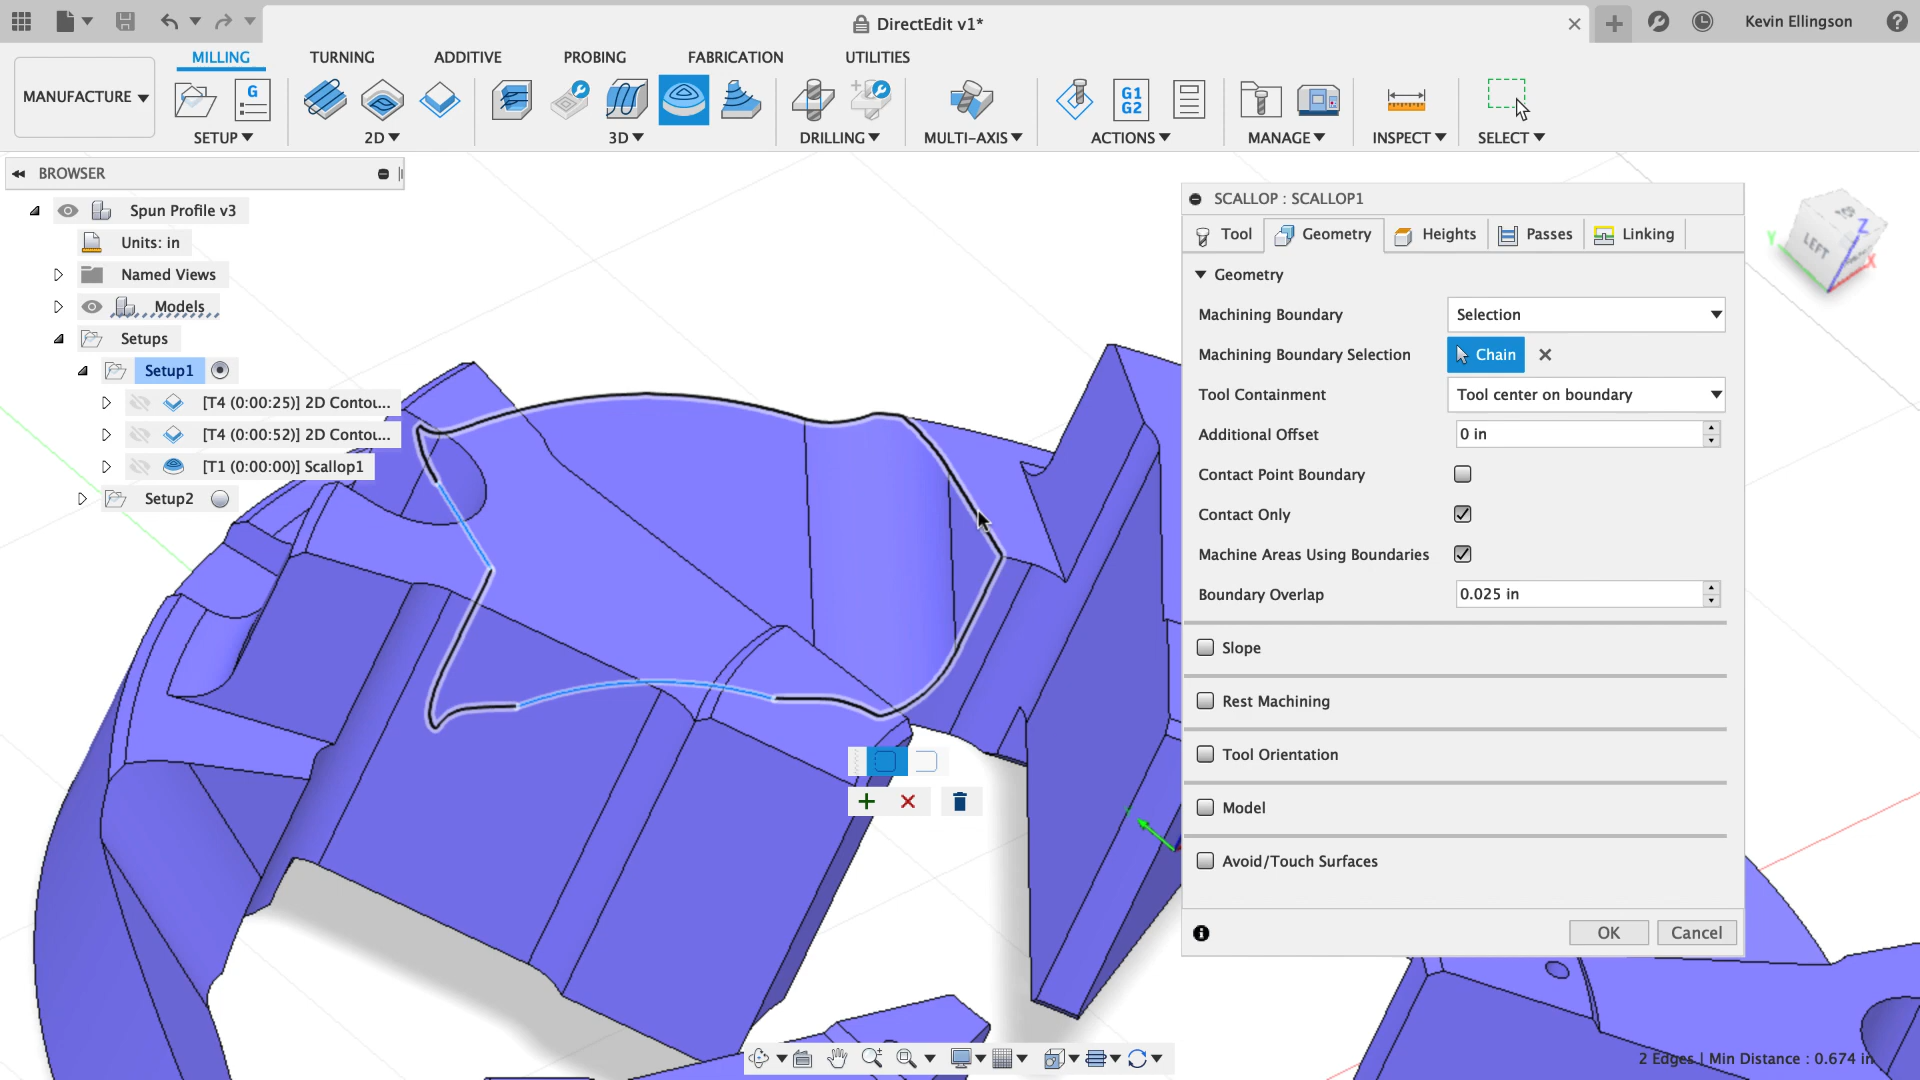 DirectEdit v1*
Kevin Ellingson
MANUFACTURE
MILLING
TURNING
ADDITIVE
PROBING
FABRICATION
UTILITIES
G
G1
G2
SETUP
2D
3D
DRILLING
MULTI-AXIS
ACTIONS
MANAGE
INSPECT
SELECT
BROWSER
Spun Profile v3
Units: in
Named Views
Models
Setups
Setup1
[T4 (0:00:25)] 2D Contou...
[T4 (0:00:52)] 2D Contou...
[T1 (0:00:00)] Scallop1
Setup2
SCALLOP : SCALLOP1
Tool
Geometry
Heights
Passes
Linking
Geometry
Machining Boundary
Selection
Machining Boundary Selection
Chain
Tool Containment
Tool center on boundary
Additional Offset
0 in
Contact Point Boundary
Contact Only
Machine Areas Using Boundaries
Boundary Overlap
0.025 in
Slope
Rest Machining
Tool Orientation
Model
Avoid/Touch Surfaces
OK
Cancel
LEFT
Z
Y
X
2 Edges | Min Distance : 0.674 in